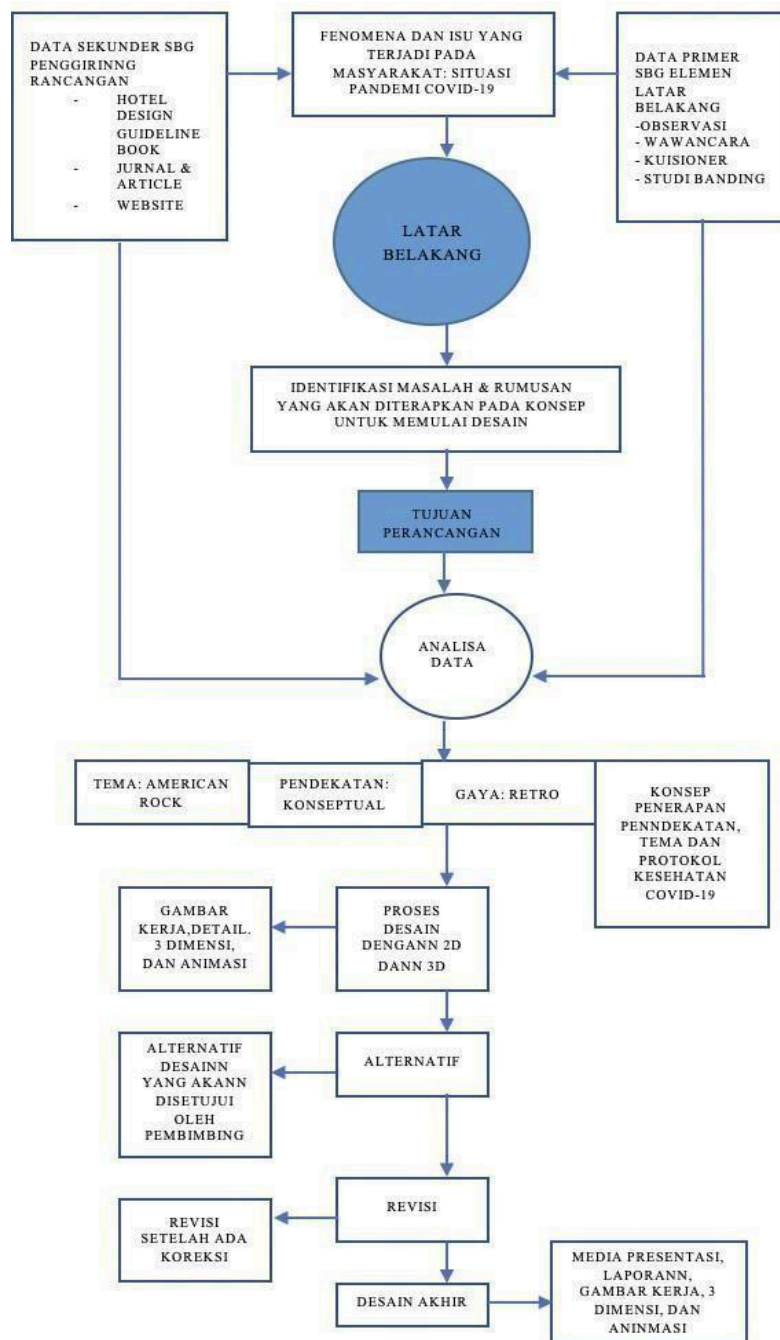 DATA SEKUNDER SBG
PENGGIRINNG
RANCANGAN
- HOTEL
DESIGN
GUIDELINE
BOOK
- JURNAL &
ARTICLE
- WEBSITE
FENOMENA DAN ISU YANG
TERJADI PADA
MASYARAKAT: SITUASI
PANDEMI COVID-19
DATA PRIMER
SBG ELEMEN
LATAR
BELAKANG
-OBSERVASI
- WAWANCARA
- KUISIONER
- STUDI BANDING
LATAR
BELAKANG
IDENTIFIKASI MASALAH & RUMUSAN
YANG AKAN DITERAPKAN PADA KONSEP
UNTUK MEMULAI DESAIN
TUJUAN
PERANCANGAN
ANALISA
DATA
TEMA: AMERICAN
ROCK
PENDEKATAN:
KONSEPTUAL
GAYA: RETRO
KONSEP
PENERAPAN
PENNDEKATAN,
TEMA DAN
PROTOKOL
KESEHATAN
COVID-19
GAMBAR
KERJA,DETAIL.
3 DIMENSI,
DAN ANIMASI
PROSES
DESAIN
DENGANN 2D
DANN 3D
ALTERNATIF
DESAINN
YANG AKANN
DISETUJUI
OLEH
PEMBIMBING
ALTERNATIF
REVISI
SETELAH ADA
KOREKSI
REVISI
DESAIN AKHIR
MEDIA PRESENTASI,
LAPORANN,
GAMBAR KERJA, 3
DIMENSI, DAN
ANINMASI